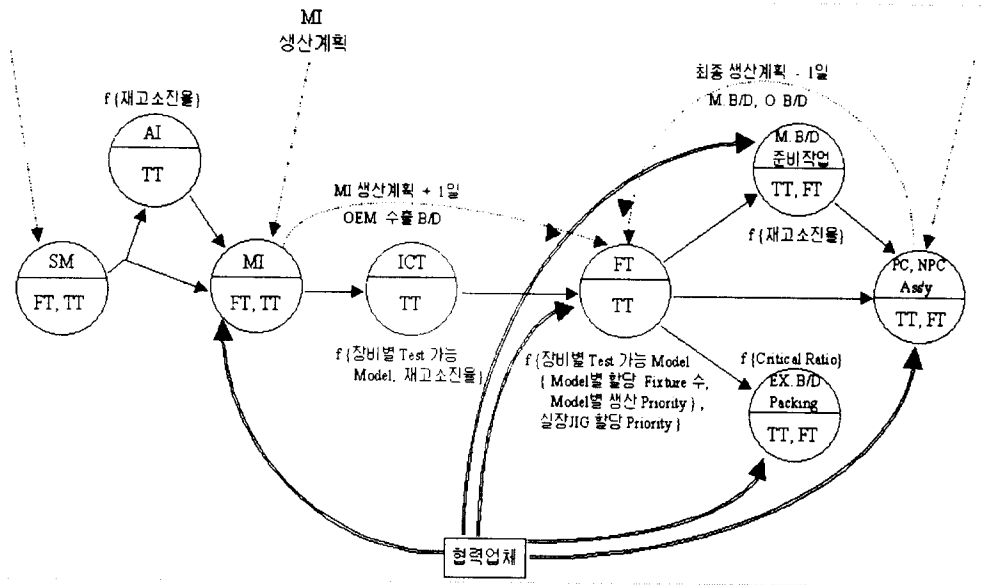 MI
생산계획
최종 생산계획 - 1일
M. B/D, O B/D
f {재고소진율}
AI
TT
M. B/D
준비작업
TT, FT
MI 생산계획 + 1일
OEM 수출 B/D
f {재고소진율}
SM
FT, TT
MI
FT, TT
ICT
TT
FT
TT
PC, NPC
Ass'y
TT, FT
f {장비별 Test 가능
Model, 재고소진율}
f {장비별 Test 가능 Model
{ Model별 할당 Fixture 수,
Model별 생산 Priority} ,
실장JIG 할당 Priority }
f {Critical Ratio}
EX. B/D
Packing
TT, FT
협력업체